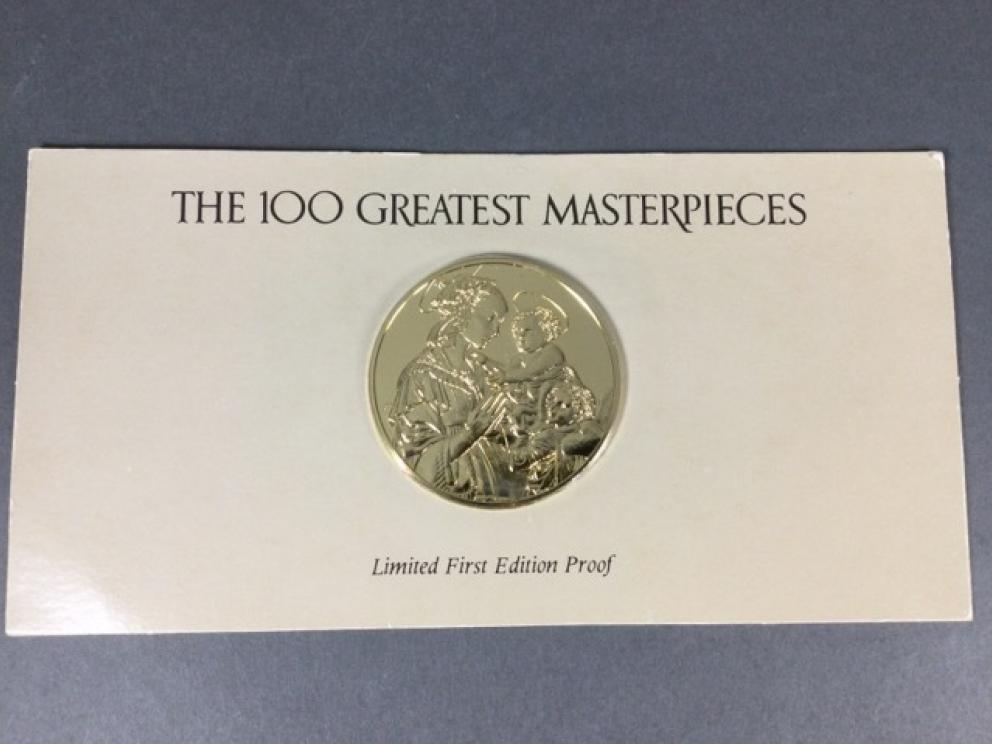 THE 100 GREATEST MASTERPIECES
Limited First Edition Proof